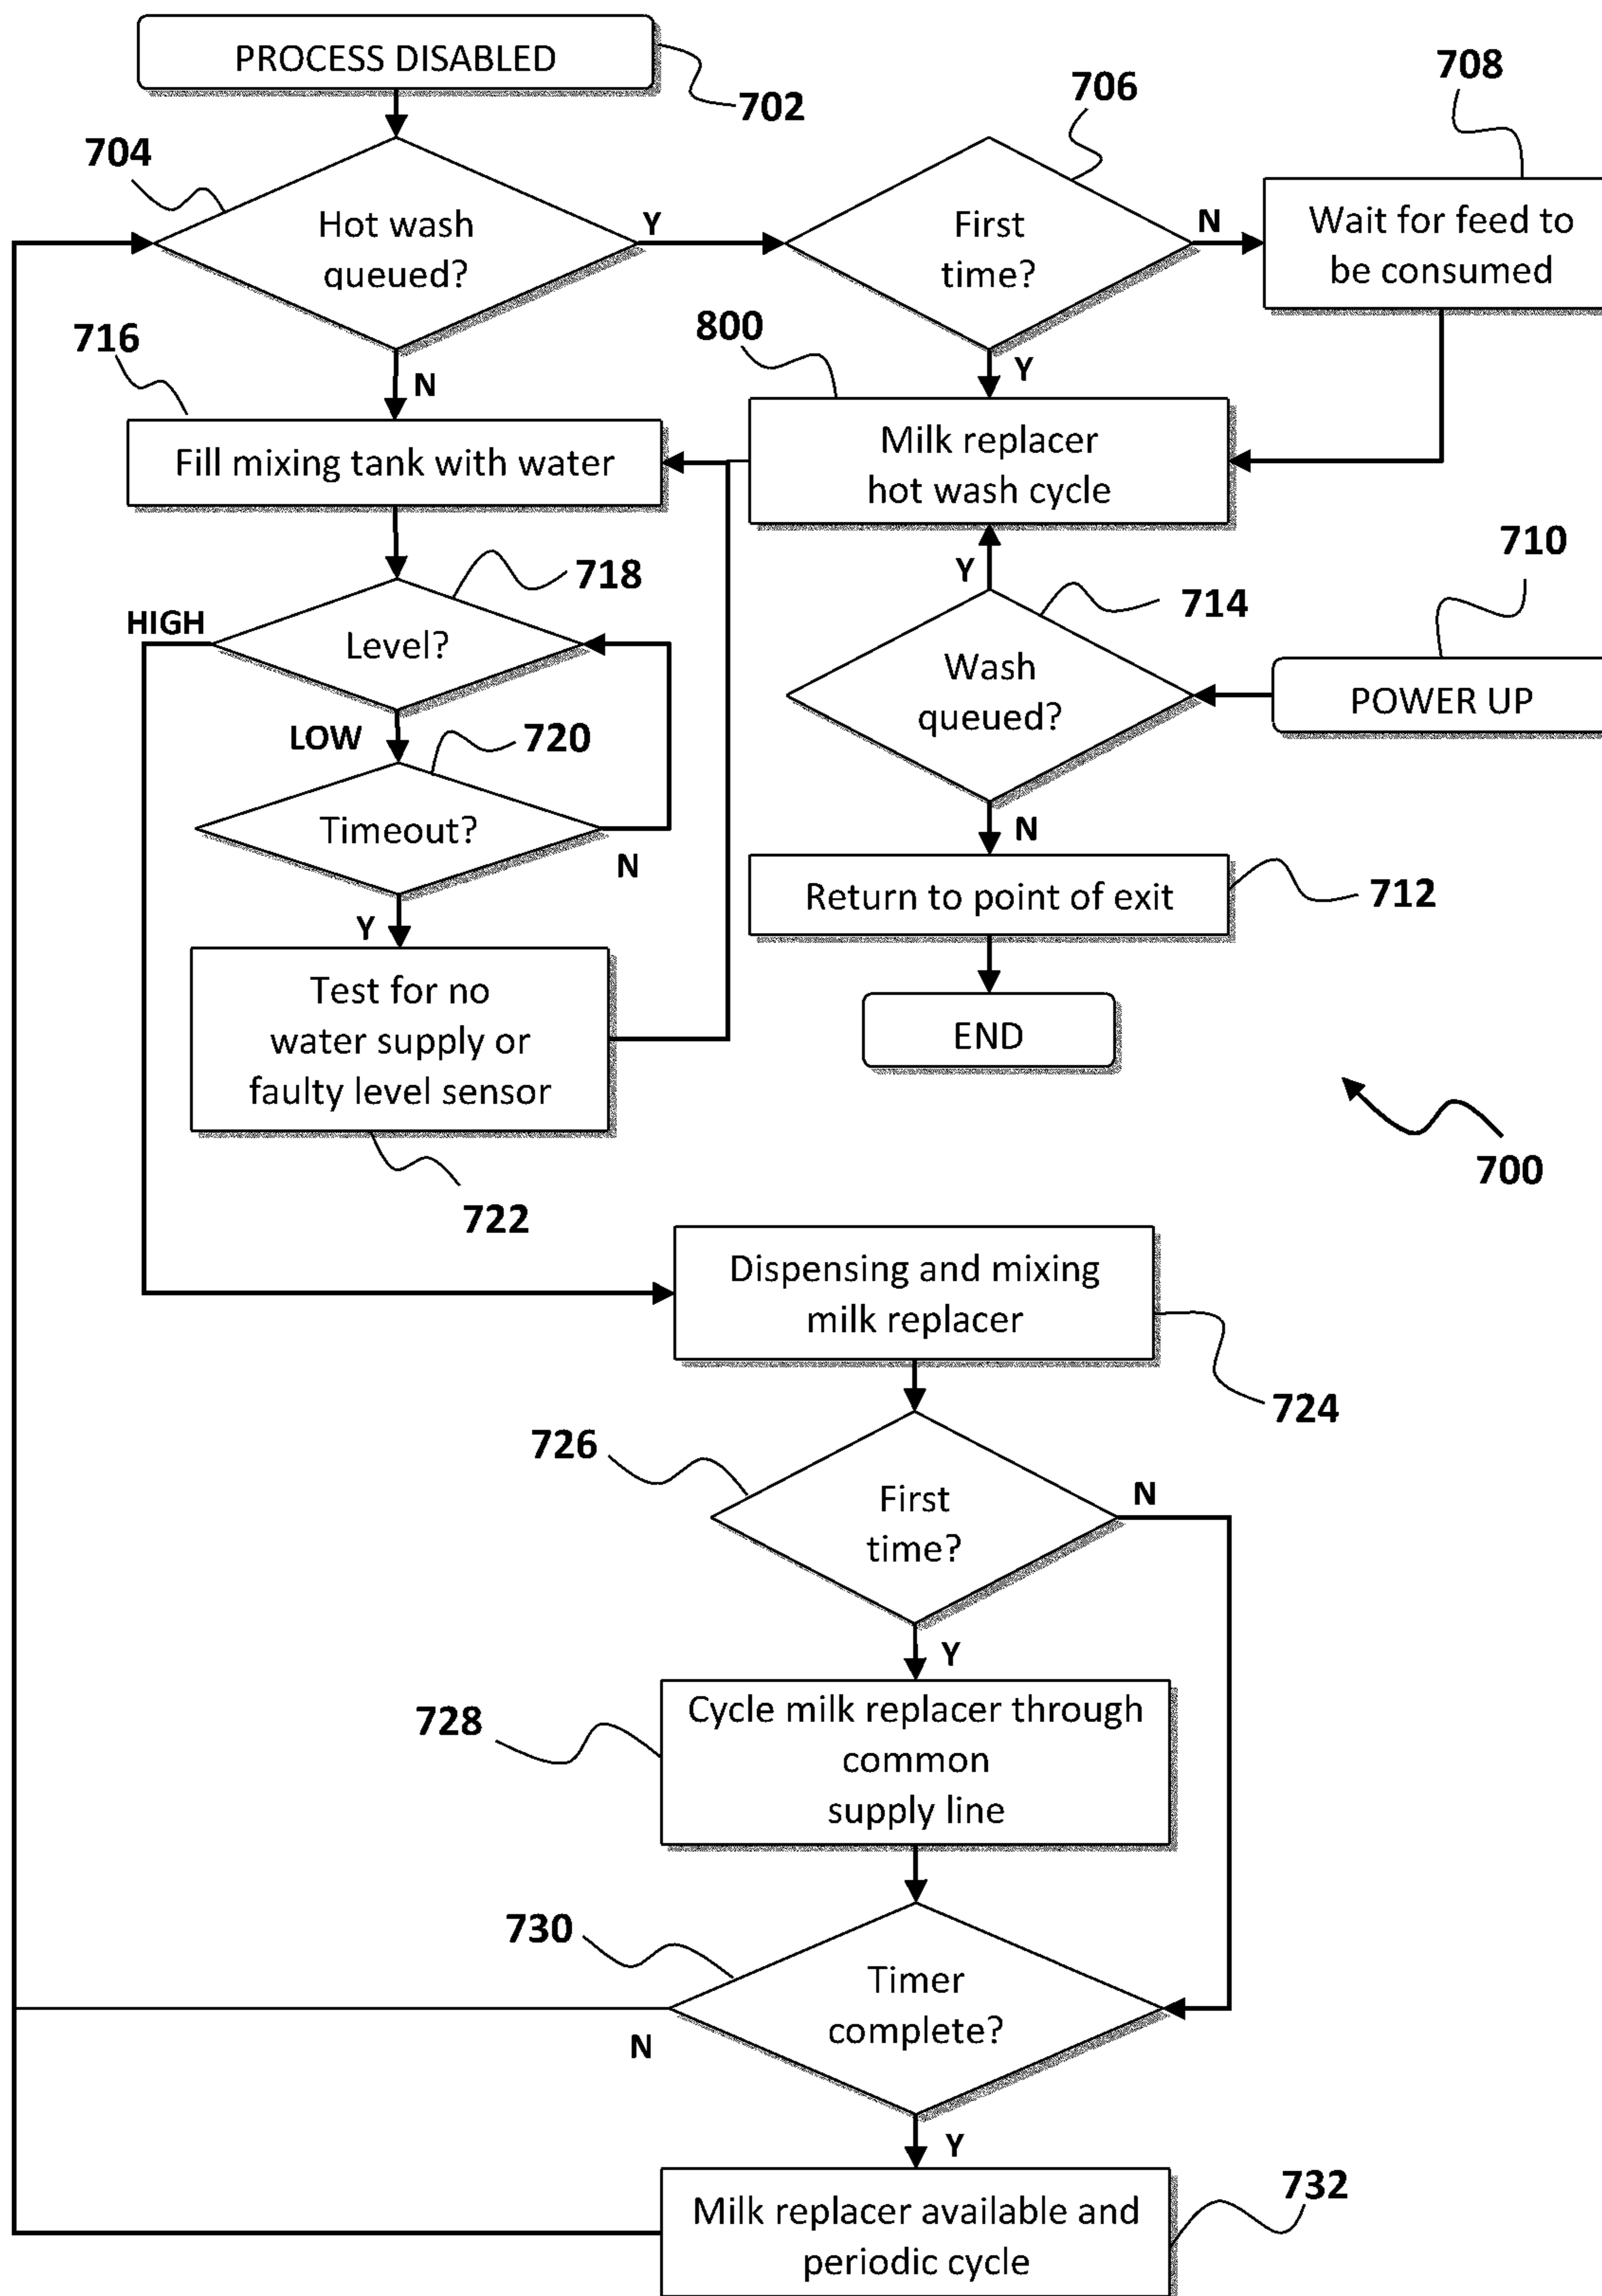 PROCESS DISABLED
702
704
Hot wash
queued?
Y
706
First
time?
N
708
Wait for feed to
be consumed
N
Y
716
Fill mixing tank with water
800
Milk replacer
hot wash cycle
718
HIGH
Level?
LOW
720
Timeout?
N
Y
Test for no
water supply or
faulty level sensor
722
Y
714
Wash
queued?
710
POWER UP
N
Return to point of exit
712
END
700
Dispensing and mixing
milk replacer
724
726
First
time?
N
Y
728
Cycle milk replacer through
common
supply line
730
Timer
complete?
N
Y
Milk replacer available and
periodic cycle
732